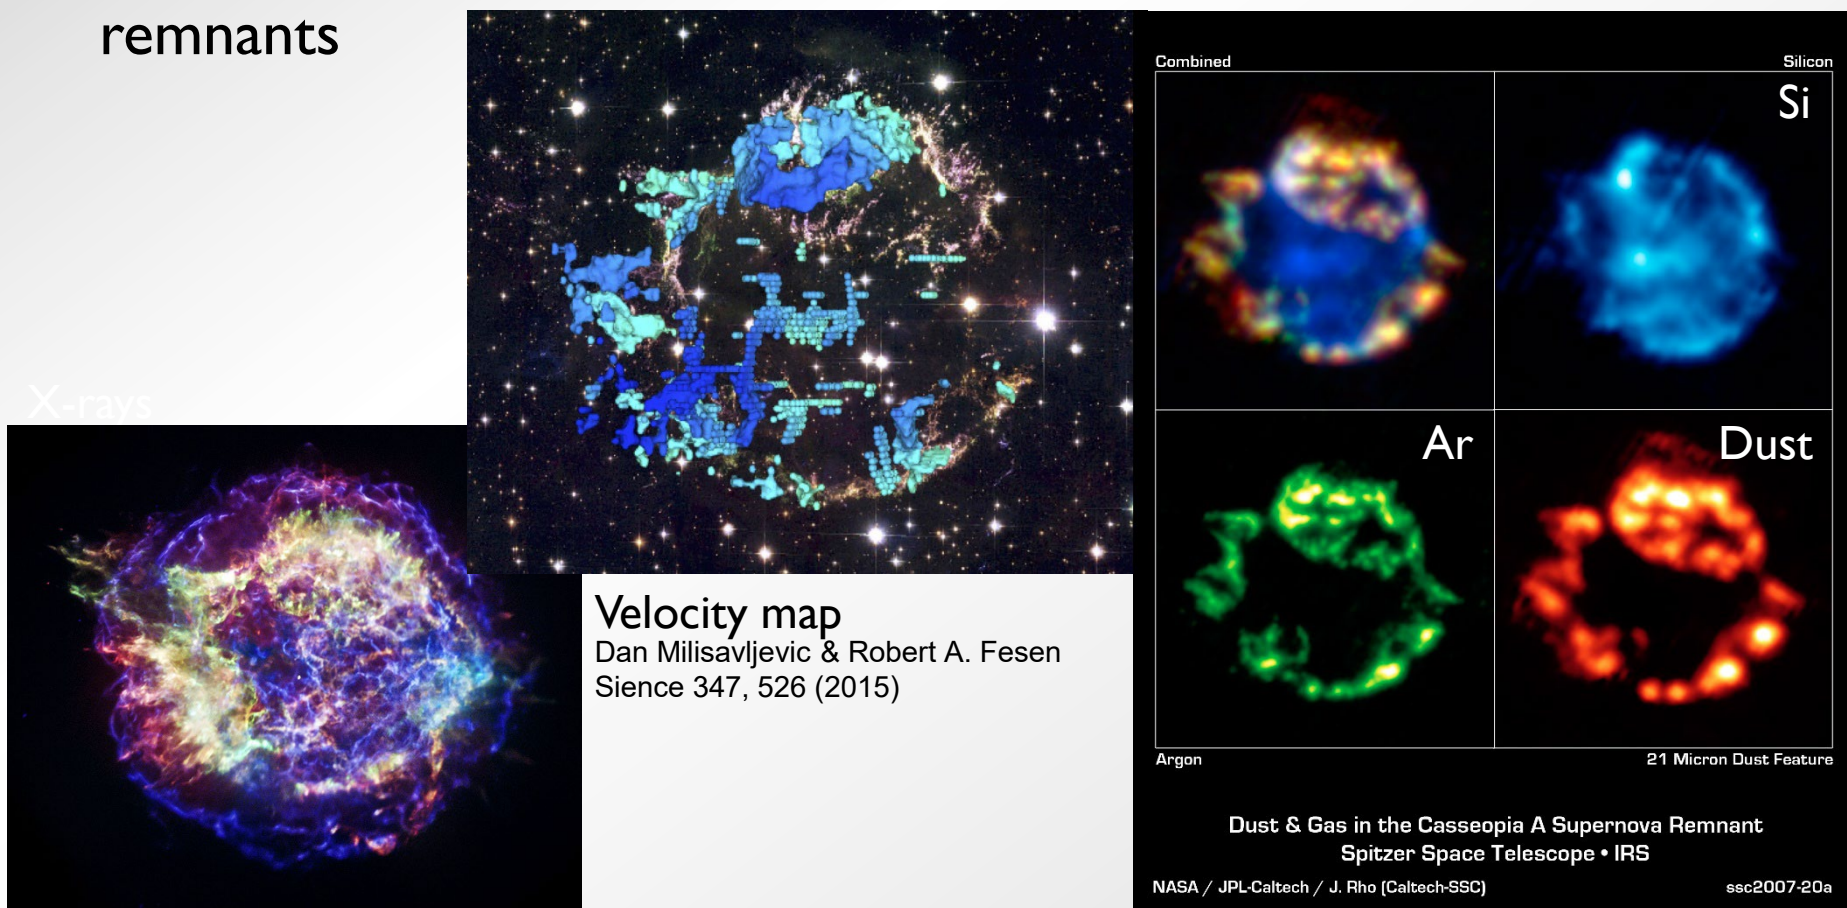 remnants
X-rays
Velocity map
Dan Milisavljevic & Robert A. Fesen
Sience 347, 526 (2015)
Combined
Silicon
Si
Ar
Dust
Argon
21 Micron Dust Feature
Dust & Gas in the Casseopia A Supernova Remnant
Spitzer Space Telescope • IRS
NASA / JPL-Caltech / J. Rho (Caltech-SSC)
ssc2007-20a